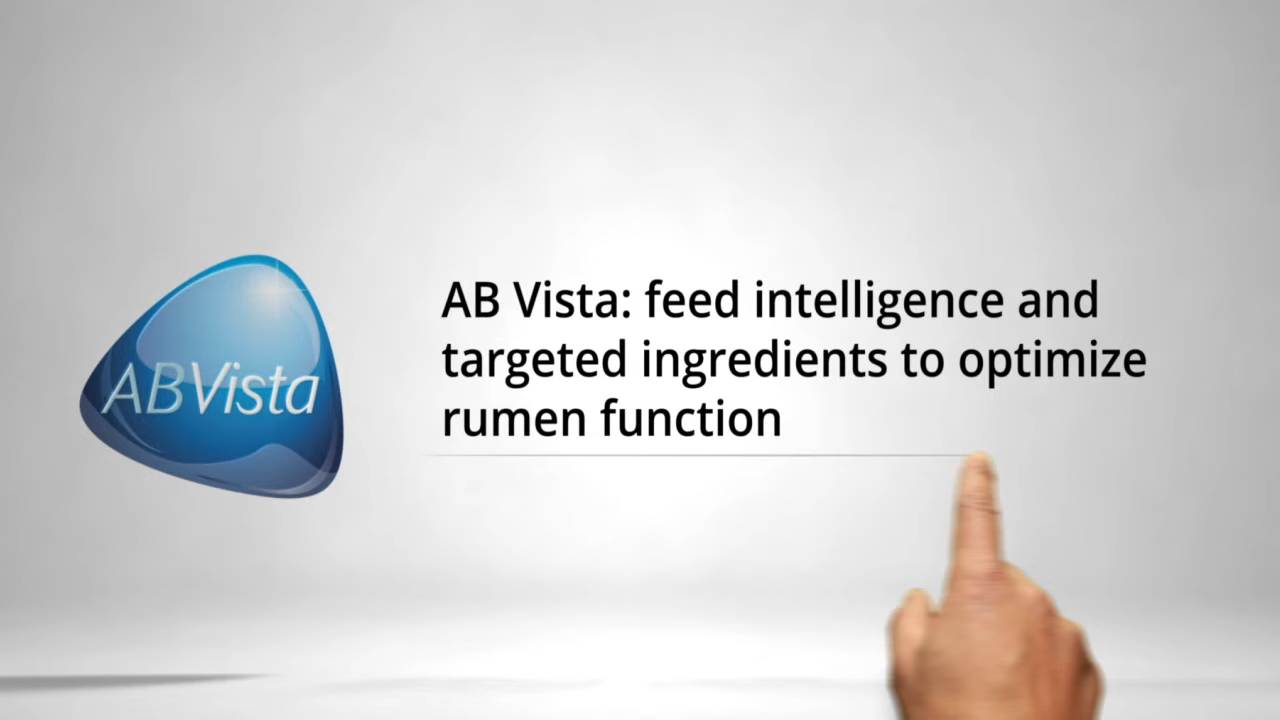 ABVista
AB Vista: feed intelligence and
targeted ingredients to optimize
rumen function